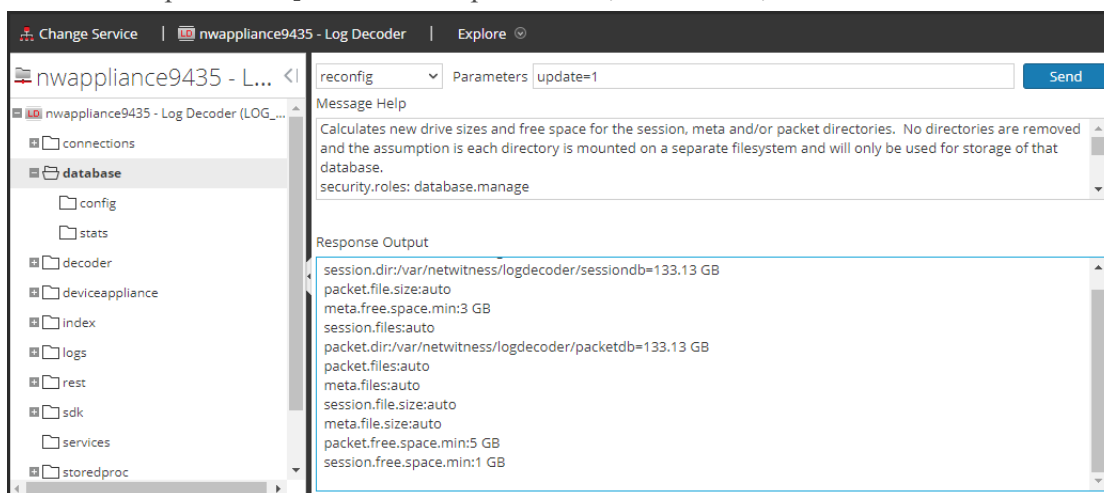 Change Service | LD nwappliance9435 - Log Decoder | Explore
nwappliance9435 - L...
LD nwappliance9435 - Log Decoder (LOG_...
connections
database
config
stats
decoder
deviceappliance
index
logs
rest
sdk
services
storedproc
reconfig Parameters update=1 Send
Message Help
Calculates new drive sizes and free space for the session, meta and/or packet directories. No directories are removed
and the assumption is each directory is mounted on a separate filesystem and will only be used for storage of that
database.
security.roles: database.manage
Response Output
session.dir:/var/netwitness/logdecoder/sessiondb=133.13 GB
packet.file.size:auto
meta.free.space.min:3 GB
session.files:auto
packet.dir:/var/netwitness/logdecoder/packetdb=133.13 GB
packet.files:auto
meta.files:auto
session.file.size:auto
meta.file.size:auto
packet.free.space.min:5 GB
session.free.space.min:1 GB